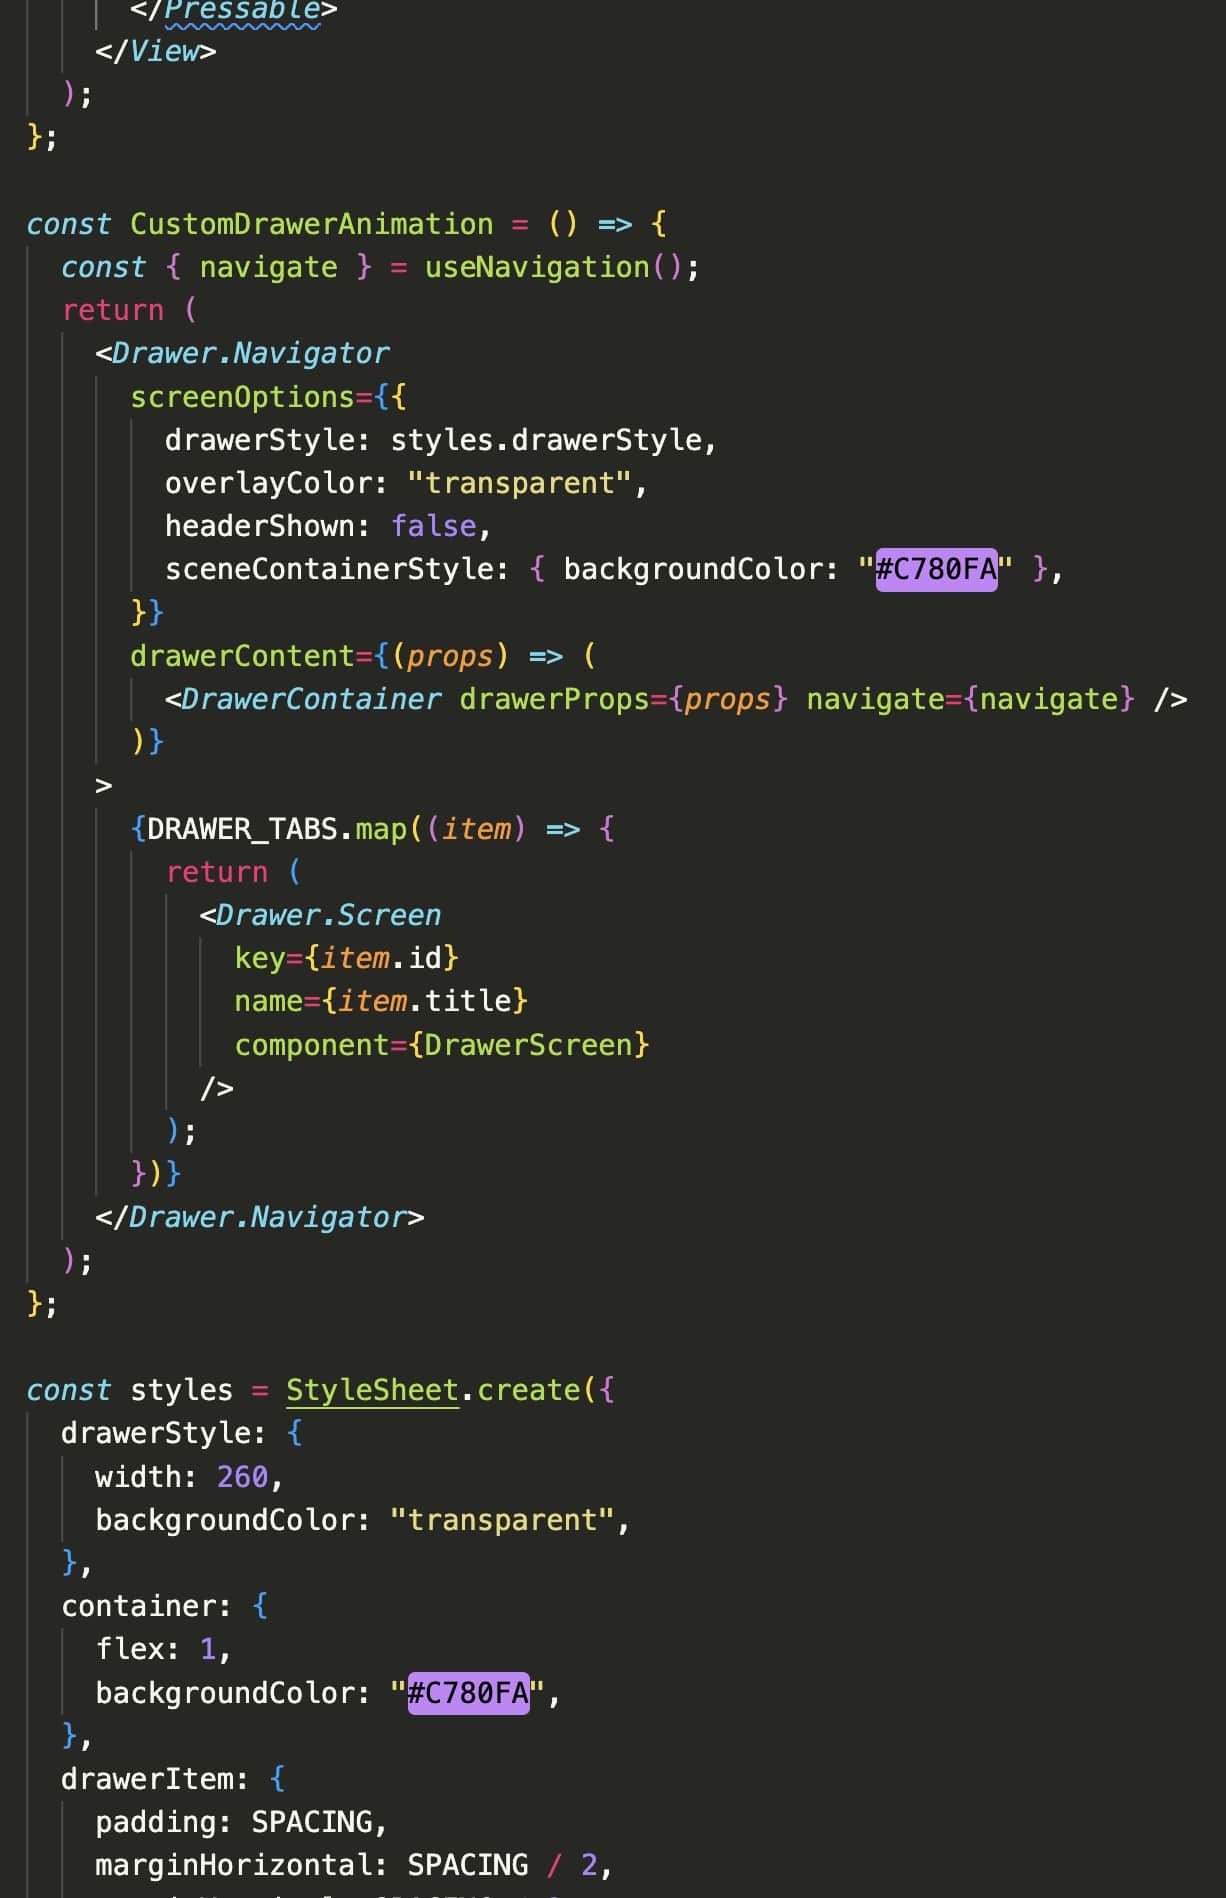 </Pressable>
</View>
);
};
const CustomDrawerAnimation = () => {
const { navigate } = useNavigation();
return (
<Drawer.Navigator
screenOptions={{
drawerStyle: styles.drawerStyle,
overlayColor: "transparent",
headerShown: false,
sceneContainerStyle: { backgroundColor: "#C780FA" },
}}
drawerContent={(props) => (
<DrawerContainer drawerProps={props} navigate={navigate} />
)}
>
{DRAWER_TABS.map((item) => {
return (
<Drawer.Screen
key={item.id}
name={item.title}
component={DrawerScreen}
/>
);
})}
</Drawer.Navigator>
);
};
const styles = StyleSheet.create({
drawerStyle: {
width: 260,
backgroundColor: "transparent",
},
container: {
flex: 1,
backgroundColor: "#C780FA",
},
drawerItem: {
padding: SPACING,
marginHorizontal: SPACING / 2,